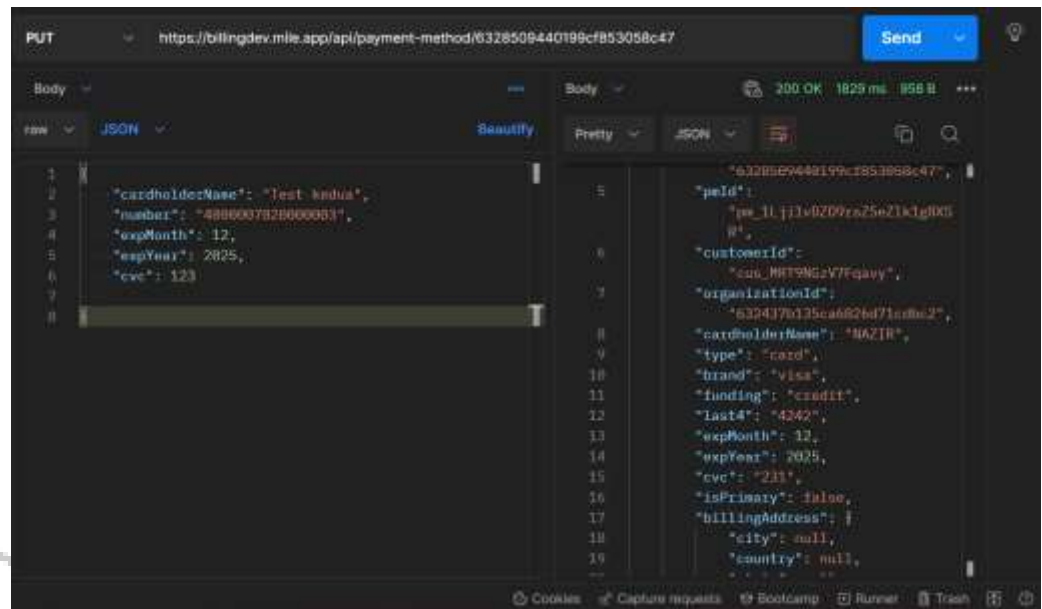 PUT https://billingdev.mile.app/api/payment-method/6328509440199cf853058c47 Send
Body Body 200 OK 1829 ms 958 B
raw JSON Beautify Pretty JSON
1 {
2 "cardholderName": "Test kedua",
3 "number": "4000007020000003",
4 "expMonth": 12,
5 "expYear": 2025,
6 "cvc": 123
7
8 }
"6328509440199cf853058c47",
5 "pmId":
6 "customerId":
"cus_MRT9NGzV7Fqavy",
7 "organizationId":
8 "cardholderName": "NAZIR",
9 "type": "card",
10 "brand": "visa",
11 "funding": "credit",
12 "last4": "4242",
13 "expMonth": 12,
14 "expYear": 2025,
15 "cvc": "231",
16 "isPrimary": false,
17 "billingAddress": {
18 "city": null,
19 "country": null,
Cookies Capture requests Bootcamp Runner Trash